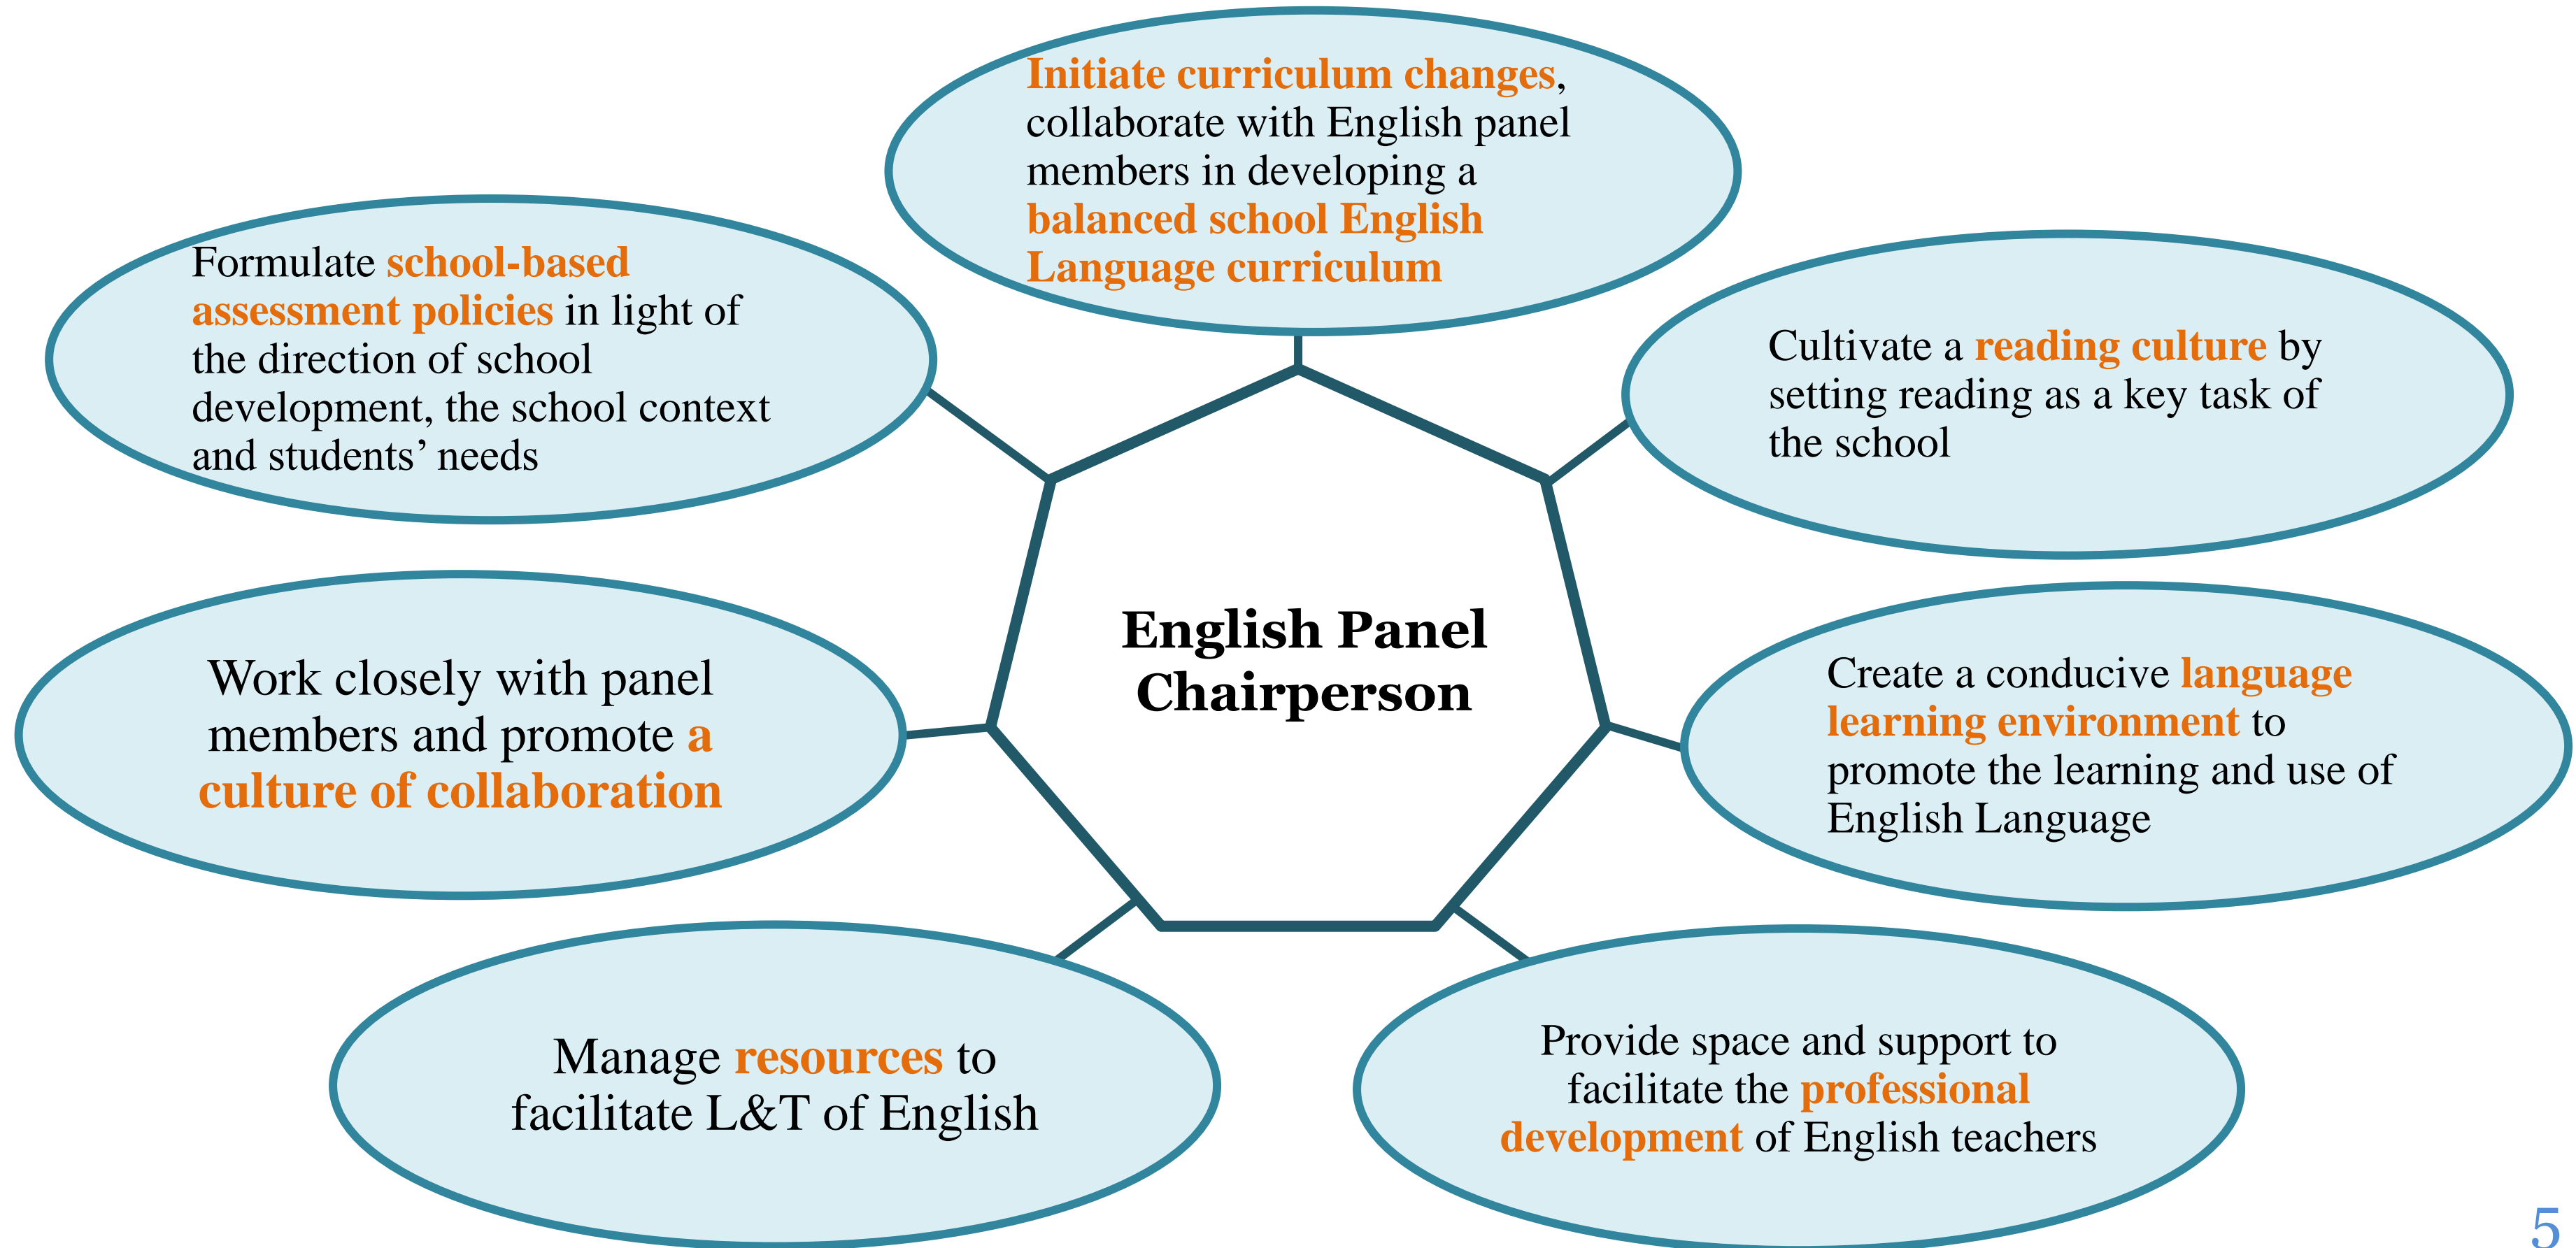 Initiate curriculum changes,
collaborate with English panel
members in developing a
balanced school English
Language curriculum
Formulate school-based
assessment policies in light of
the direction of school
development, the school context
and students’ needs
Cultivate a reading culture by
setting reading as a key task of
the school
English Panel
Chairperson
Work closely with panel
members and promote a
culture of collaboration
Create a conducive language
learning environment to
promote the learning and use of
English Language
Manage resources to
facilitate L&T of English
Provide space and support to
facilitate the professional
development of English teachers
5